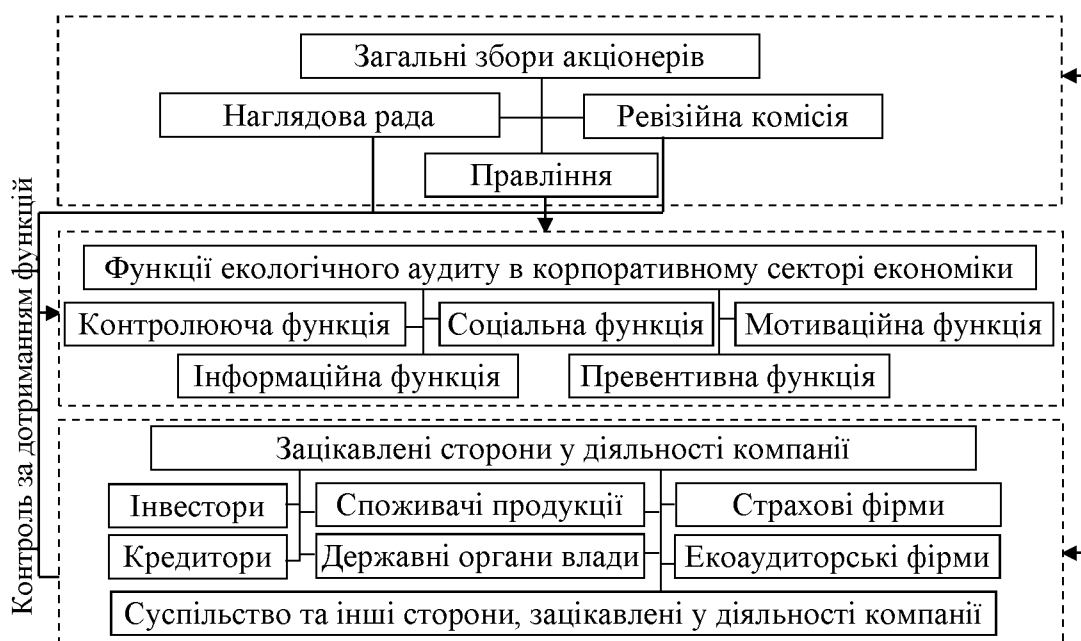 Загальні збори акціонерів
Наглядова рада
Ревізійна комісія
Правління
Контроль за дотриманням функцій
Функції екологічного аудиту в корпоративному секторі економіки
Контролююча функція
Соціальна функція
Мотиваційна функція
Інформаційна функція
Превентивна функція
Зацікавлені сторони у діяльності компанії
Інвестори
Споживачі продукції
Страхові фірми
Кредитори
Державні органи влади
Екоаудиторські фірми
Суспільство та інші сторони, зацікавлені у діяльності компанії